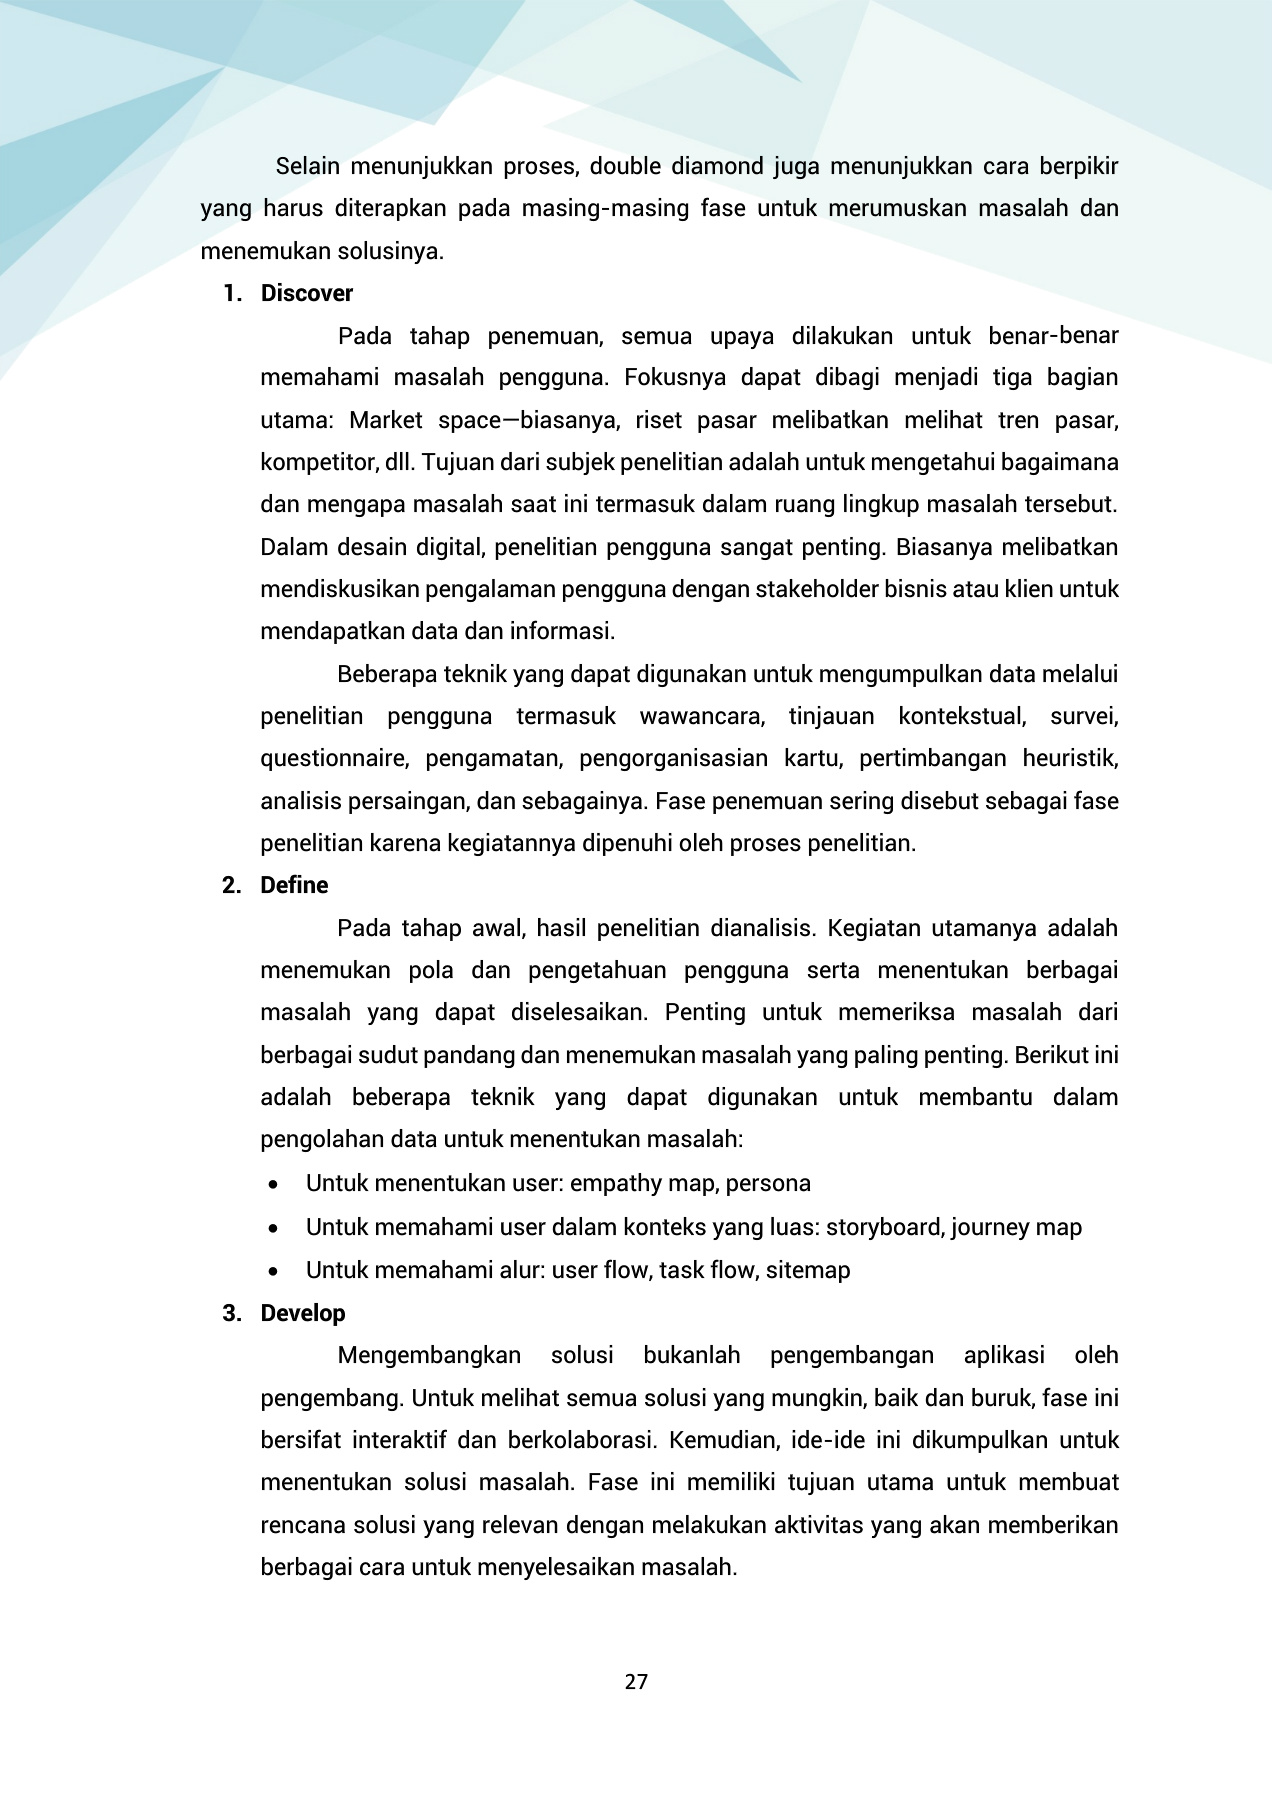 Selain menunjukkan proses, double diamond juga menunjukkan cara berpikir
yang harus diterapkan pada masing-masing fase untuk merumuskan masalah dan
menemukan solusinya.
1. Discover
Pada tahap penemuan, semua upaya dilakukan untuk benar-benar
memahami masalah pengguna. Fokusnya dapat dibagi menjadi tiga bagian
utama: Market space—biasanya, riset pasar melibatkan melihat tren pasar,
kompetitor, dll. Tujuan dari subjek penelitian adalah untuk mengetahui bagaimana
dan mengapa masalah saat ini termasuk dalam ruang lingkup masalah tersebut.
Dalam desain digital, penelitian pengguna sangat penting. Biasanya melibatkan
mendiskusikan pengalaman pengguna dengan stakeholder bisnis atau klien untuk
mendapatkan data dan informasi.
Beberapa teknik yang dapat digunakan untuk mengumpulkan data melalui
penelitian pengguna termasuk wawancara, tinjauan kontekstual, survei,
questionnaire, pengamatan, pengorganisasian kartu, pertimbangan heuristik,
analisis persaingan, dan sebagainya. Fase penemuan sering disebut sebagai fase
penelitian karena kegiatannya dipenuhi oleh proses penelitian.
2. Define
Pada tahap awal, hasil penelitian dianalisis. Kegiatan utamanya adalah
menemukan pola dan pengetahuan pengguna serta menentukan berbagai
masalah yang dapat diselesaikan. Penting untuk memeriksa masalah dari
berbagai sudut pandang dan menemukan masalah yang paling penting. Berikut ini
adalah beberapa teknik yang dapat digunakan untuk membantu dalam
pengolahan data untuk menentukan masalah:
• Untuk menentukan user: empathy map, persona
• Untuk memahami user dalam konteks yang luas: storyboard, journey map
• Untuk memahami alur: user flow, task flow, sitemap
3. Develop
Mengembangkan solusi bukanlah pengembangan aplikasi oleh
pengembang. Untuk melihat semua solusi yang mungkin, baik dan buruk, fase ini
bersifat interaktif dan berkolaborasi. Kemudian, ide-ide ini dikumpulkan untuk
menentukan solusi masalah. Fase ini memiliki tujuan utama untuk membuat
rencana solusi yang relevan dengan melakukan aktivitas yang akan memberikan
berbagai cara untuk menyelesaikan masalah.
27